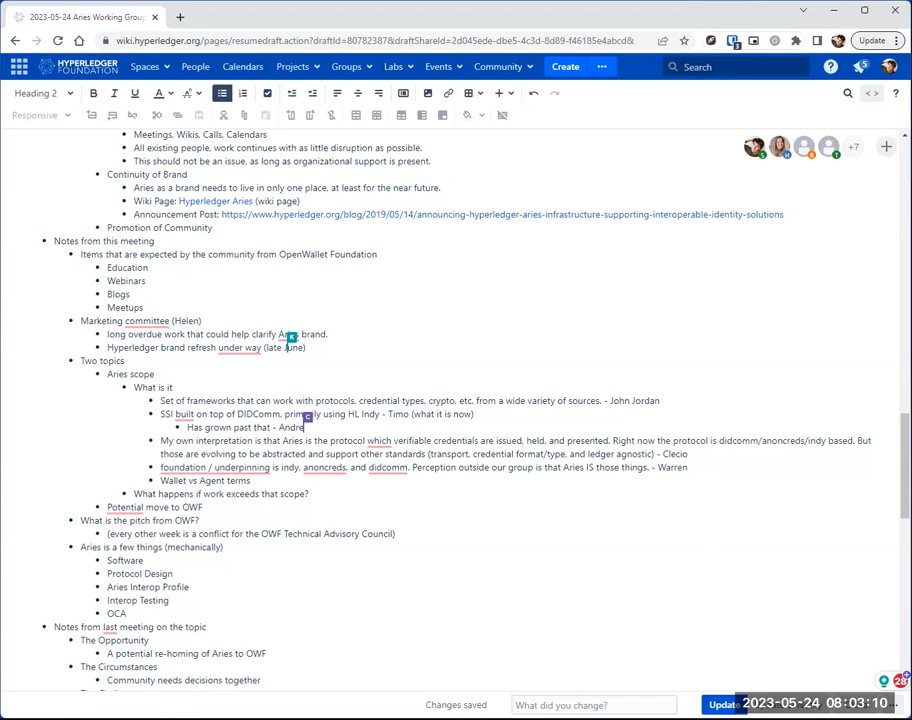 2023-05-24 Aries Working Group
wiki.hyperledger.org/pages/resumedraft.action?draftId=80782387&draftShareId=2d045ede-dbe5-4c3d-8d89-f46185e4abcd&
Update
HYPERLEDGER FOUNDATION Spaces People Calendars Projects Groups Labs Events Community Create Search
Heading 2 B I U A
Responsive
Meetings, Wikis, Calls, Calendars
All existing people, work continues with as little disruption as possible.
This should not be an issue, as long as organizational support is present.
+7
Continuity of Brand
Aries as a brand needs to live in only one place, at least for the near future.
Wiki Page: Hyperledger Aries (wiki page)
Announcement Post: https://www.hyperledger.org/blog/2019/05/14/announcing-hyperledger-aries-infrastructure-supporting-interoperable-identity-solutions
Promotion of Community
Notes from this meeting
Items that are expected by the community from OpenWallet Foundation
Education
Webinars
Blogs
Meetups
Marketing committee (Helen)
long overdue work that could help clarify Aries brand.
Hyperledger brand refresh under way (late June)
Two topics
Aries scope
What is it
Set of frameworks that can work with protocols, credential types, crypto, etc. from a wide variety of sources. - John Jordan
SSI built on top of DIDComm, primarily using HL Indy - Timo (what it is now)
Has grown past that - Andre
My own interpretation is that Aries is the protocol which verifiable credentials are issued, held, and presented. Right now the protocol is didcomm/anoncreds/indy based. But
those are evolving to be abstracted and support other standards (transport, credential format/type, and ledger agnostic) - Clecio
foundation / underpinning is indy, anoncreds, and didcomm. Perception outside our group is that Aries IS those things. - Warren
Wallet vs Agent terms
What happens if work exceeds that scope?
Potential move to OWF
What is the pitch from OWF?
(every other week is a conflict for the OWF Technical Advisory Council)
Aries is a few things (mechanically)
Software
Protocol Design
Aries Interop Profile
Interop Testing
OCA
Notes from last meeting on the topic
The Opportunity
A potential re-homing of Aries to OWF
The Circumstances
Community needs decisions together
28
Changes saved What did you change? Update
2023-05-24 08:03:10